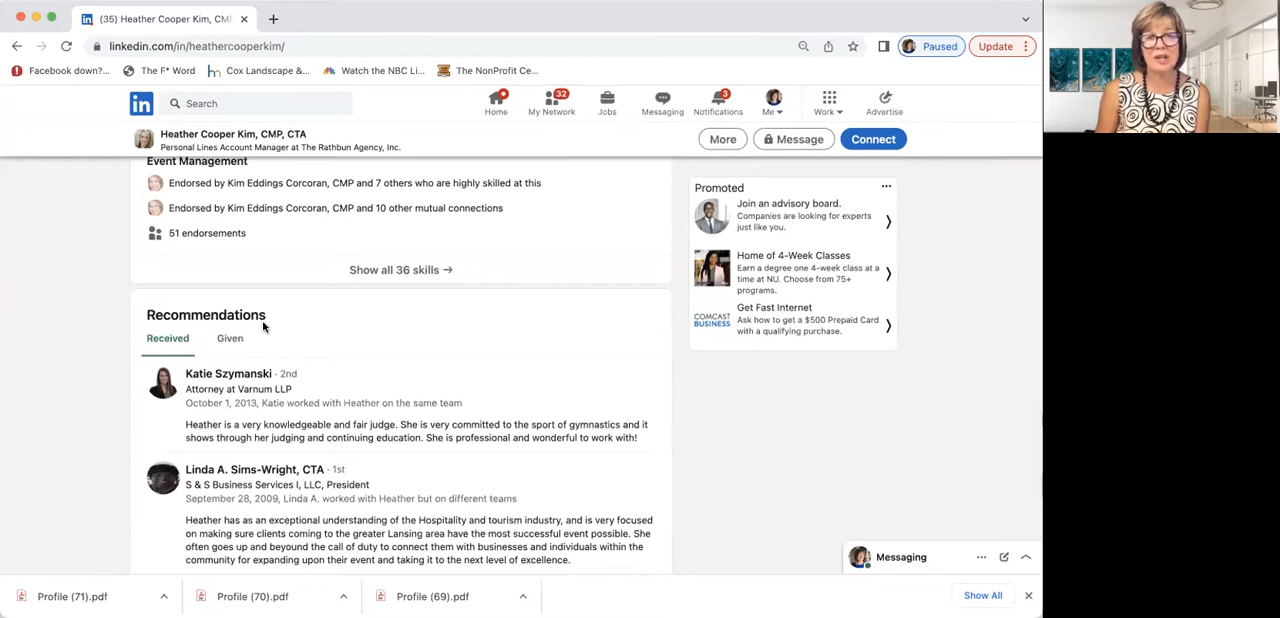 (35) Heather Cooper Kim, CMP
linkedin.com/in/heathercooperkim/
Paused
Update
Facebook down?...
The F* Word
Cox Landscape &...
Watch the NBC Li...
The NonProfit Ce...
in
Search
32
3
Home
My Network
Jobs
Messaging
Notifications
Me
Work
Advertise
Heather Cooper Kim, CMP, CTA
Personal Lines Account Manager at The Rathbun Agency, Inc.
More
Message
Connect
Event Management
Endorsed by Kim Eddings Corcoran, CMP and 7 others who are highly skilled at this
Endorsed by Kim Eddings Corcoran, CMP and 10 other mutual connections
51 endorsements
Show all 36 skills →
Recommendations
Received
Given
Katie Szymanski · 2nd
Attorney at Varnum LLP
October 1, 2013, Katie worked with Heather on the same team
Heather is a very knowledgeable and fair judge. She is very committed to the sport of gymnastics and it
shows through her judging and continuing education. She is professional and wonderful to work with!
Linda A. Sims-Wright, CTA · 1st
S & S Business Services I, LLC, President
September 28, 2009, Linda A. worked with Heather but on different teams
Heather has as an exceptional understanding of the Hospitality and tourism industry, and is very focused
on making sure clients coming to the greater Lansing area have the most successful event possible. She
often goes up and beyond the call of duty to connect them with businesses and individuals within the
community for expanding upon their event and taking it to the next level of excellence.
Promoted
Join an advisory board.
Companies are looking for experts
just like you.
Home of 4-Week Classes
Earn a degree one 4-week class at a
time at NU. Choose from 75+
programs.
COMCAST
BUSINESS
Get Fast Internet
Ask how to get a $500 Prepaid Card
with a qualifying purchase.
Messaging
Profile (71).pdf
Profile (70).pdf
Profile (69).pdf
Show All